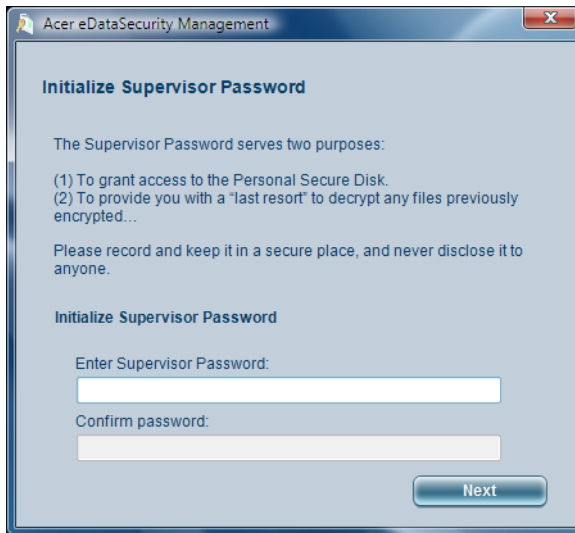 Acer eDataSecurity Management
Initialize Supervisor Password
The Supervisor Password serves two purposes:
(1) To grant access to the Personal Secure Disk.
(2) To provide you with a “last resort” to decrypt any files previously
encrypted...
Please record and keep it in a secure place, and never disclose it to
anyone.
Initialize Supervisor Password
Enter Supervisor Password:
Confirm password:
Next